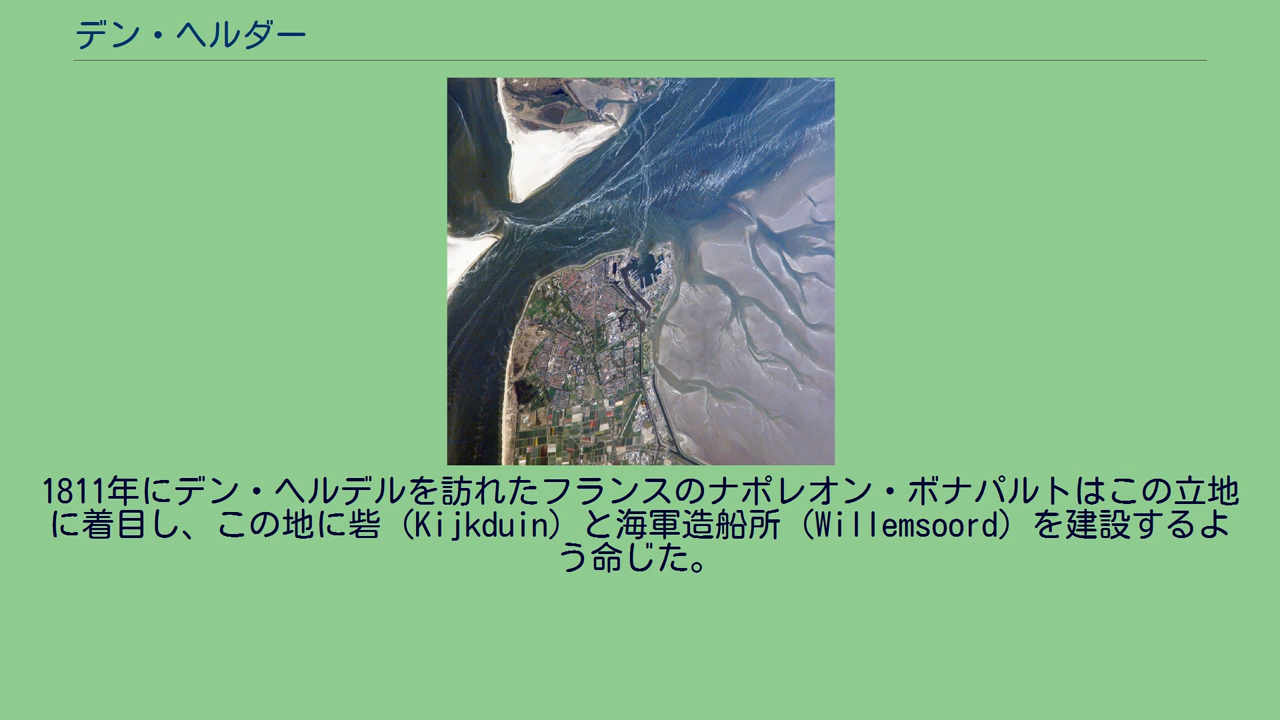 デン・ヘルダー
1811年にデン・ヘルデルを訪れたフランスのナポレオン・ボナパルトはこの立地
に着目し、この地に砦（Kijkduin）と海軍造船所（Willemsoord）を建設するよ
う命じた。